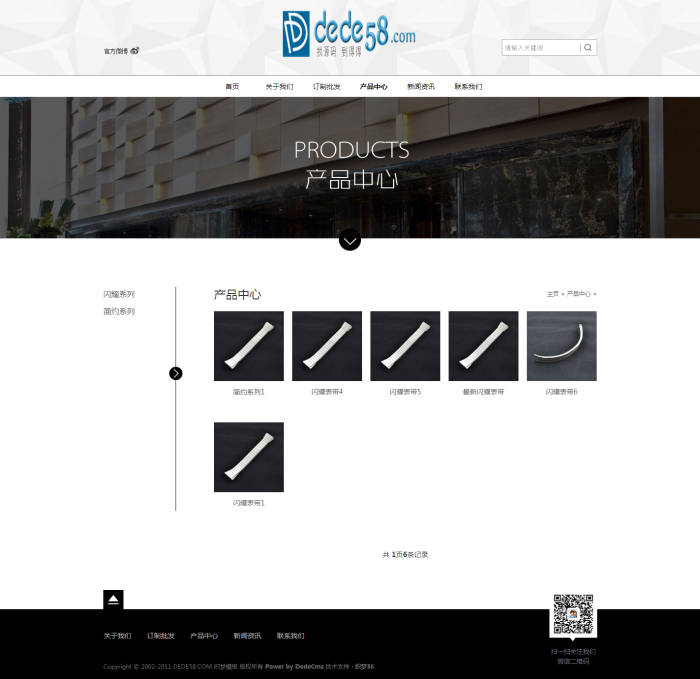 dede58.com
找源码 到得得
官方微博
请输入关键词
首页 关于我们 订制批发 产品中心 新闻资讯 联系我们
PRODUCTS
产品中心
闪耀系列
简约系列
产品中心
主页 > 产品中心 >
简约系列1 闪耀表带4 闪耀表带5 最新闪耀表带 闪耀表带6
闪耀表带1
共 1页6条记录
关于我们 订制批发 产品中心 新闻资讯 联系我们
扫一扫关注我们
微信二维码
Copyright © 2002-2011 DEDE58.COM 织梦模板 版权所有 Power by DedeCms 技术支持：织梦58